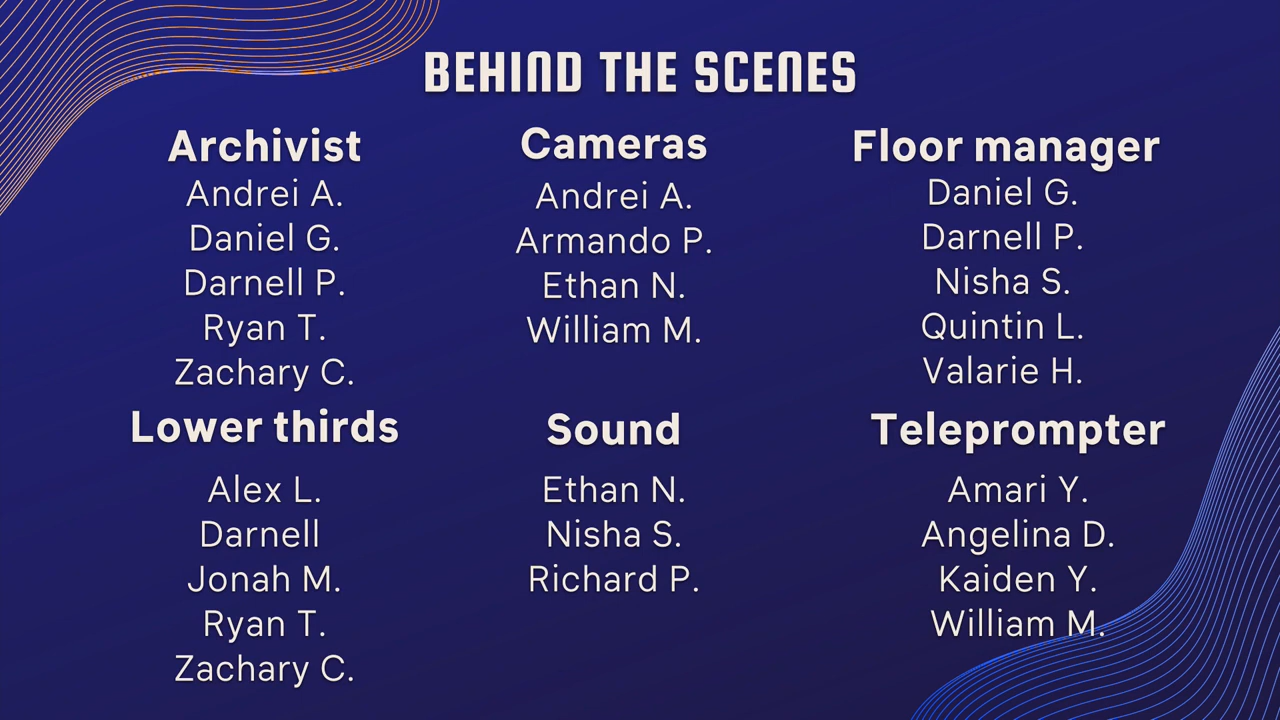 BEHIND THE SCENES
Archivist
Andrei A.
Daniel G.
Darnell P.
Ryan T.
Zachary C.
Cameras
Andrei A.
Armando P.
Ethan N.
William M.
Floor manager
Daniel G.
Darnell P.
Nisha S.
Quintin L.
Valarie H.
Lower thirds
Alex L.
Darnell
Jonah M.
Ryan T.
Zachary C.
Sound
Ethan N.
Nisha S.
Richard P.
Teleprompter
Amari Y.
Angelina D.
Kaiden Y.
William M.